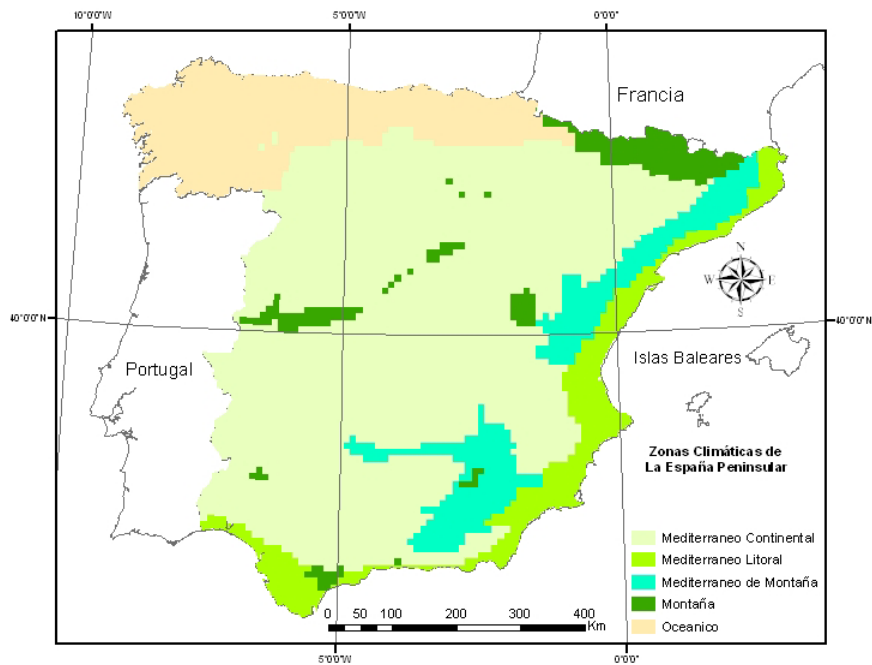 10°0'0"W
5°0'0"W
0°0'0"
Francia
N
W
E
S
40°0'0"N
40°0'0"N
Portugal
Islas Baleares
Zonas Climáticas de
La España Peninsular
Mediterraneo Continental
Mediterraneo Litoral
Mediterraneo de Montaña
Montaña
Oceanico
0 50 100 200 300 400
Km
5°0'0"W
0°0'0"